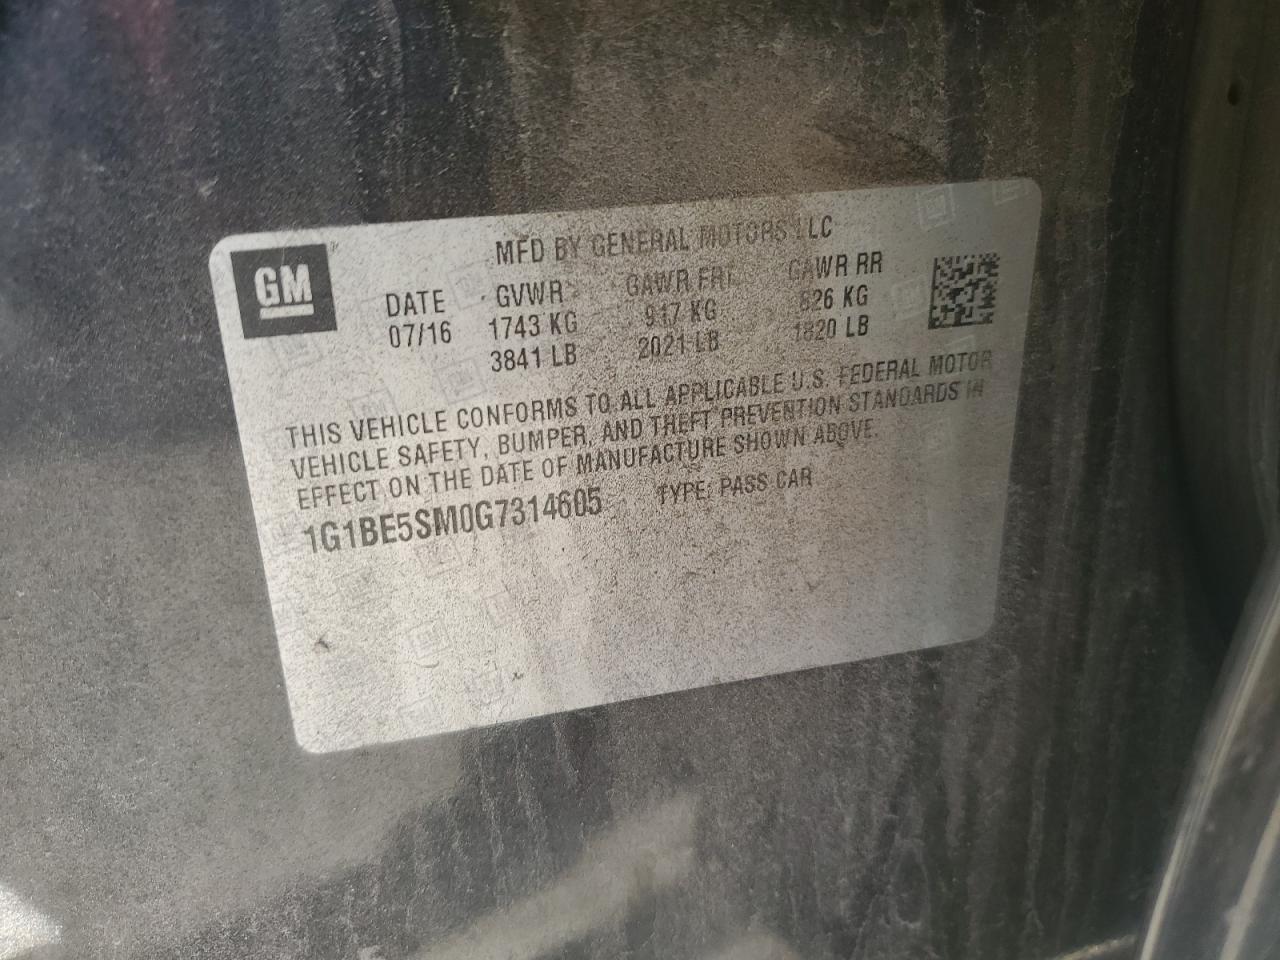 GM
MFD BY GENERAL MOTORS LLC
DATE GVWR GAWR FRT GAWR RR
07/16 1743 KG 917 KG 826 KG
3841 LB 2021 LB 1820 LB
THIS VEHICLE CONFORMS TO ALL APPLICABLE U.S. FEDERAL MOTOR
VEHICLE SAFETY, BUMPER, AND THEFT PREVENTION STANDARDS IN
EFFECT ON THE DATE OF MANUFACTURE SHOWN ABOVE.
1G1BE5SM0G7314605 TYPE: PASS CAR